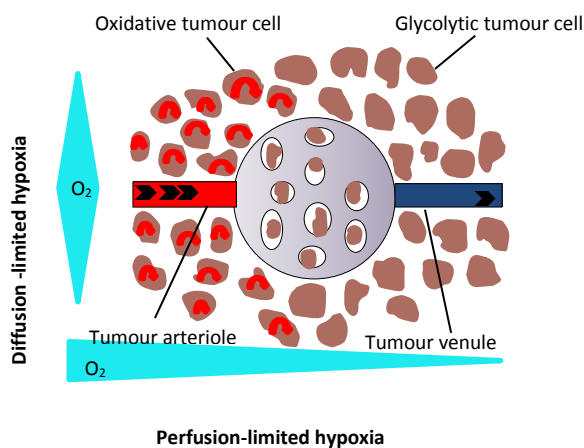 Oxidative tumour cell
Glycolytic tumour cell
Diffusion -limited hypoxia
O₂
Tumour arteriole
Tumour venule
O₂
Perfusion-limited hypoxia